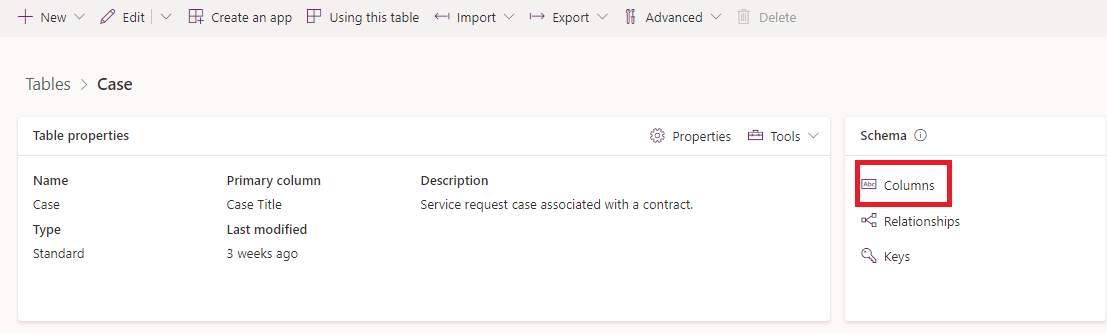 New Edit Create an app Using this table Import Export Advanced Delete
Tables > Case
Table properties Properties Tools
Name Primary column Description
Case Case Title Service request case associated with a contract.
Type Last modified
Standard 3 weeks ago
Schema
Abc Columns
Relationships
Keys